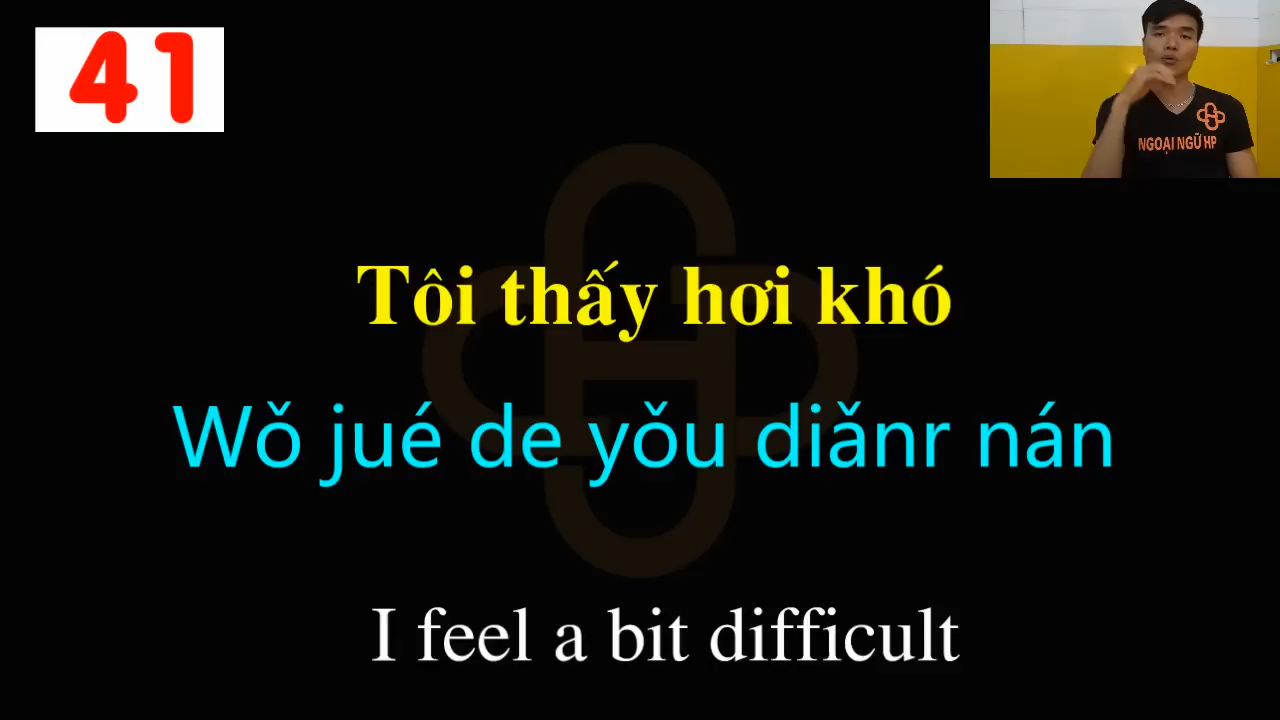 41
NGOẠI NGỮ HP
Tôi thấy hơi khó
Wǒ jué de yǒu diǎnr nán
I feel a bit difficult